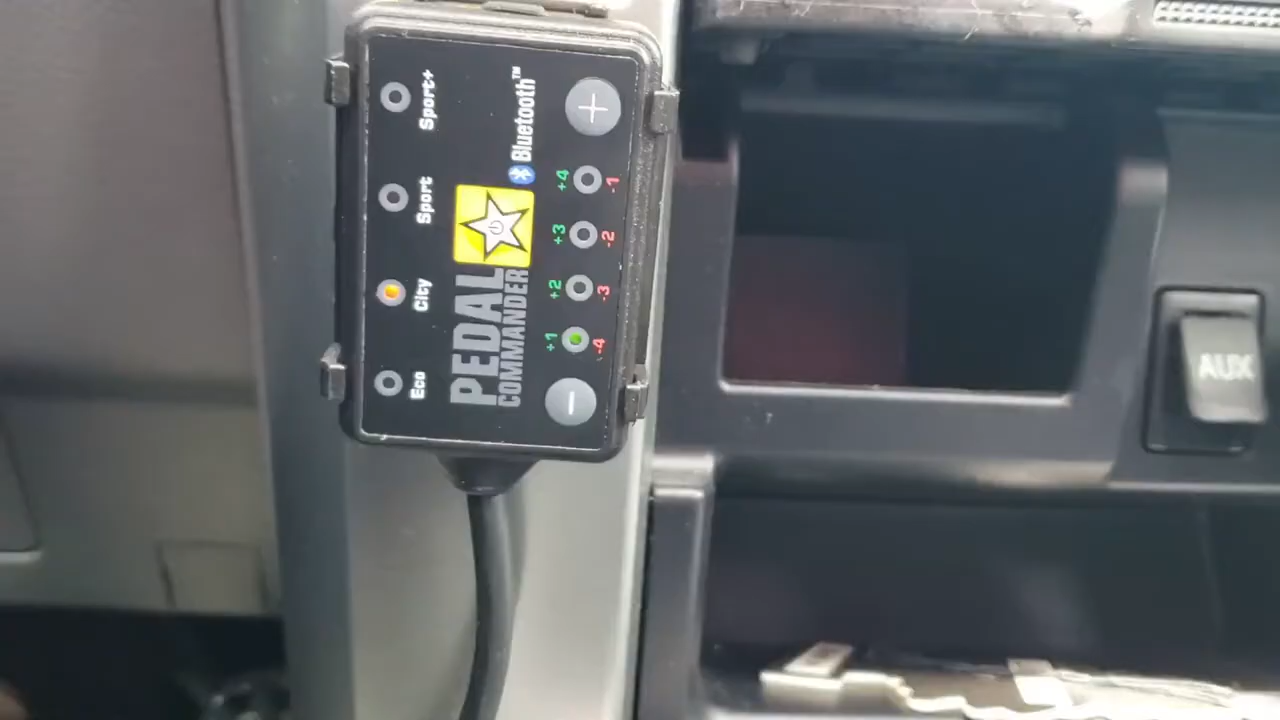 Eco City Sport Sport+
PEDAL
COMMANDER
Bluetooth™
+1 +2 +3 +4
- +
-4 -3 -2 -1
AUX